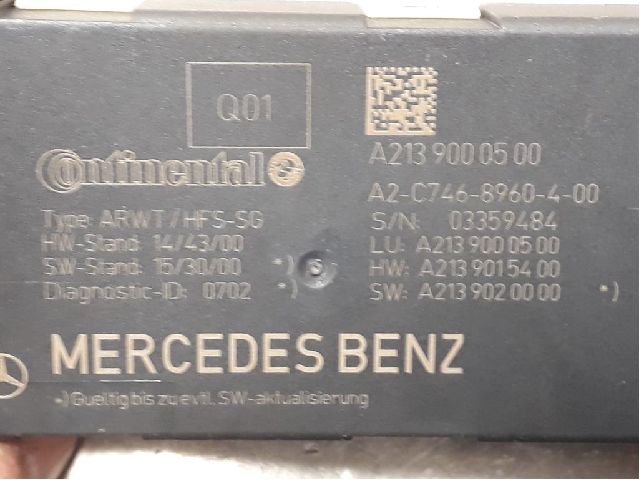 Q01
Continental
A213 900 05 00
A2-C746-8960-4-00
Type: ARWT/HFS-SG
S/N: 03359484
HW-Stand: 14/43/00
LU: A213 900 05 00
SW-Stand: 15/30/00 *)
HW: A213 901 54 00
Diagnostic-ID: 0702 *)
SW: A213 902 00 00 *)
MERCEDES BENZ
*) Gueltig bis zu evtl. SW-aktualisierung